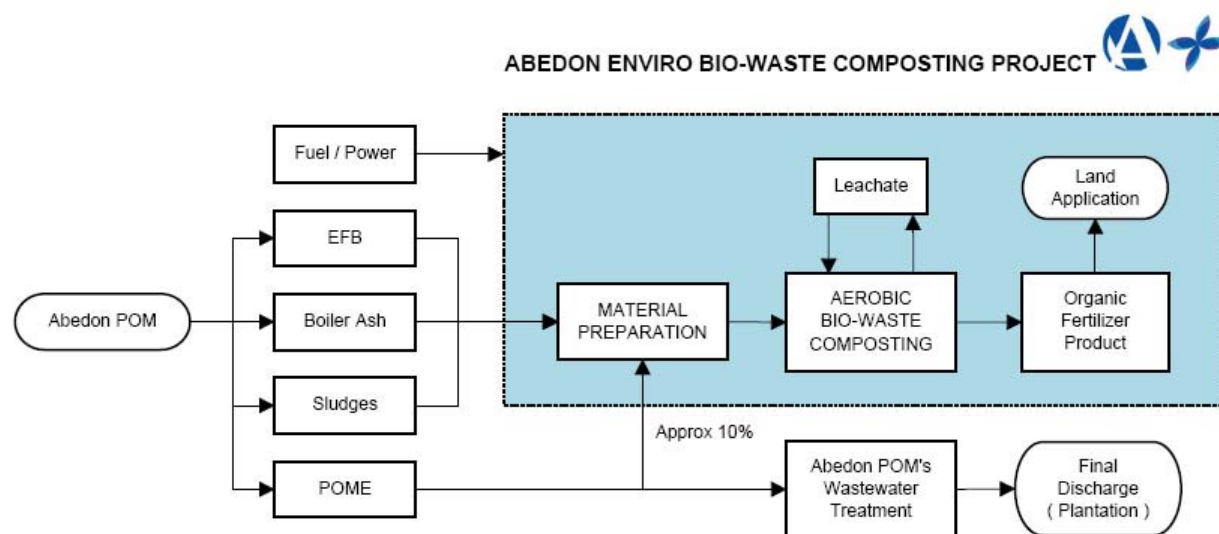 ABEDON ENVIRO BIO-WASTE COMPOSTING PROJECT
Fuel / Power
Leachate
Land
Application
EFB
Abedon POM
Boiler Ash
MATERIAL
PREPARATION
AEROBIC
BIO-WASTE
COMPOSTING
Organic
Fertilizer
Product
Sludges
Approx 10%
POME
Abedon POM's
Wastewater
Treatment
Final
Discharge
( Plantation )